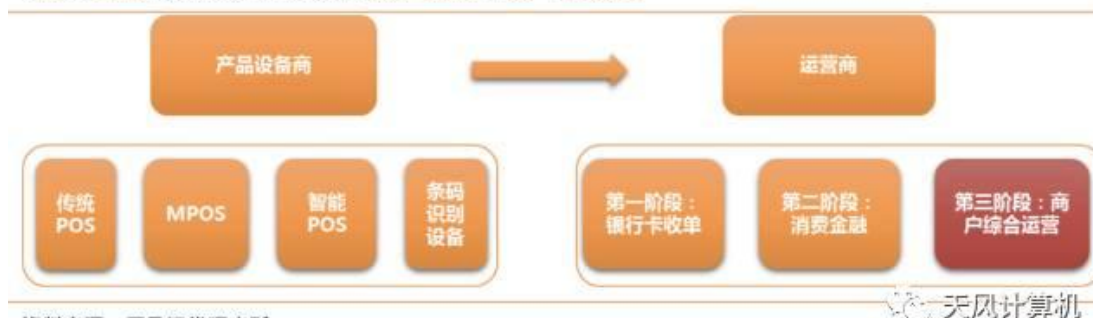 产品设备商
运营商
传统
POS
MPOS
智能
POS
条码
识别
设备
第一阶段：
银行卡收单
第二阶段：
消费金融
第三阶段：商
户综合运营
天风计算机